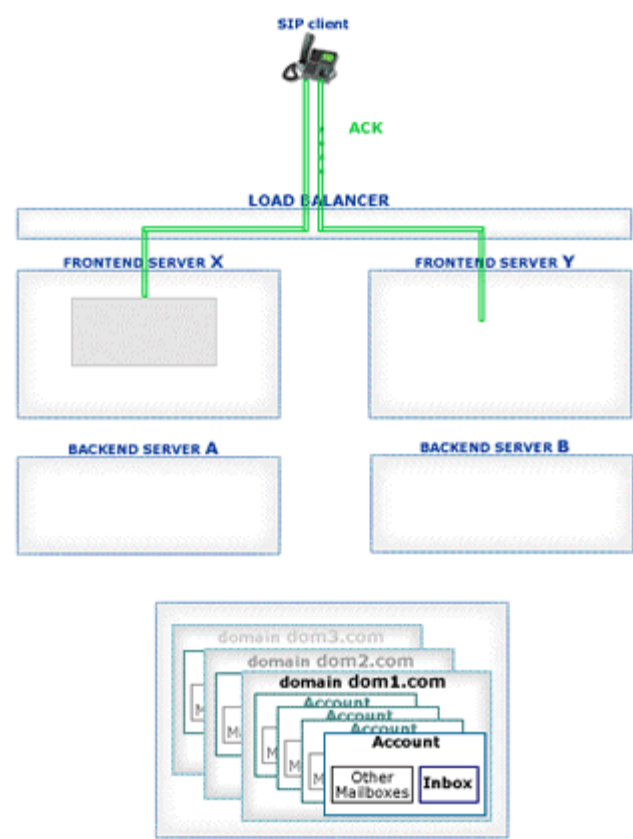 SIP client
ACK
LOAD BALANCER
FRONTEND SERVER X
FRONTEND SERVER Y
BACKEND SERVER A
BACKEND SERVER B
domain dom3.com
domain dom2.com
domain dom1.com
Account
Account
Account
Account
M
M
M
M
M
Other
Mailboxes
Inbox